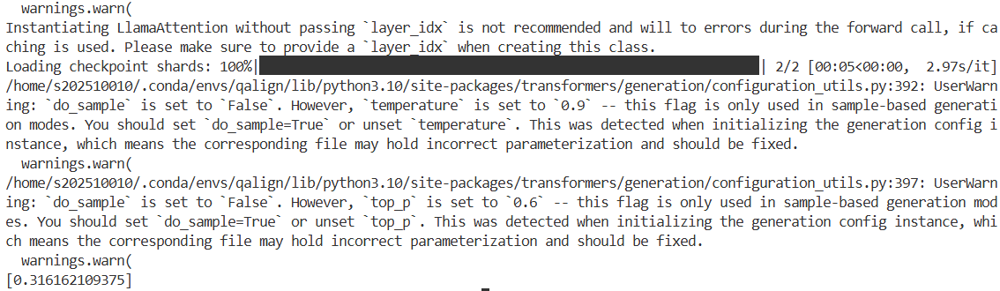 warnings.warn(
Instantiating LlamaAttention without passing `layer_idx` is not recommended and will to errors during the forward call, if ca
ching is used. Please make sure to provide a `layer_idx` when creating this class.
Loading checkpoint shards: 100%|██████████████████████████████████████████████████████████████| 2/2 [00:05<00:00,  2.97s/it]
/home/s202510010/.conda/envs/qalign/lib/python3.10/site-packages/transformers/generation/configuration_utils.py:392: UserWarn
ing: `do_sample` is set to `False`. However, `temperature` is set to `0.9` -- this flag is only used in sample-based generati
on modes. You should set `do_sample=True` or unset `temperature`. This was detected when initializing the generation config i
nstance, which means the corresponding file may hold incorrect parameterization and should be fixed.
  warnings.warn(
/home/s202510010/.conda/envs/qalign/lib/python3.10/site-packages/transformers/generation/configuration_utils.py:397: UserWarn
ing: `do_sample` is set to `False`. However, `top_p` is set to `0.6` -- this flag is only used in sample-based generation mod
es. You should set `do_sample=True` or unset `top_p`. This was detected when initializing the generation config instance, whi
ch means the corresponding file may hold incorrect parameterization and should be fixed.
  warnings.warn(
[0.316162109375]